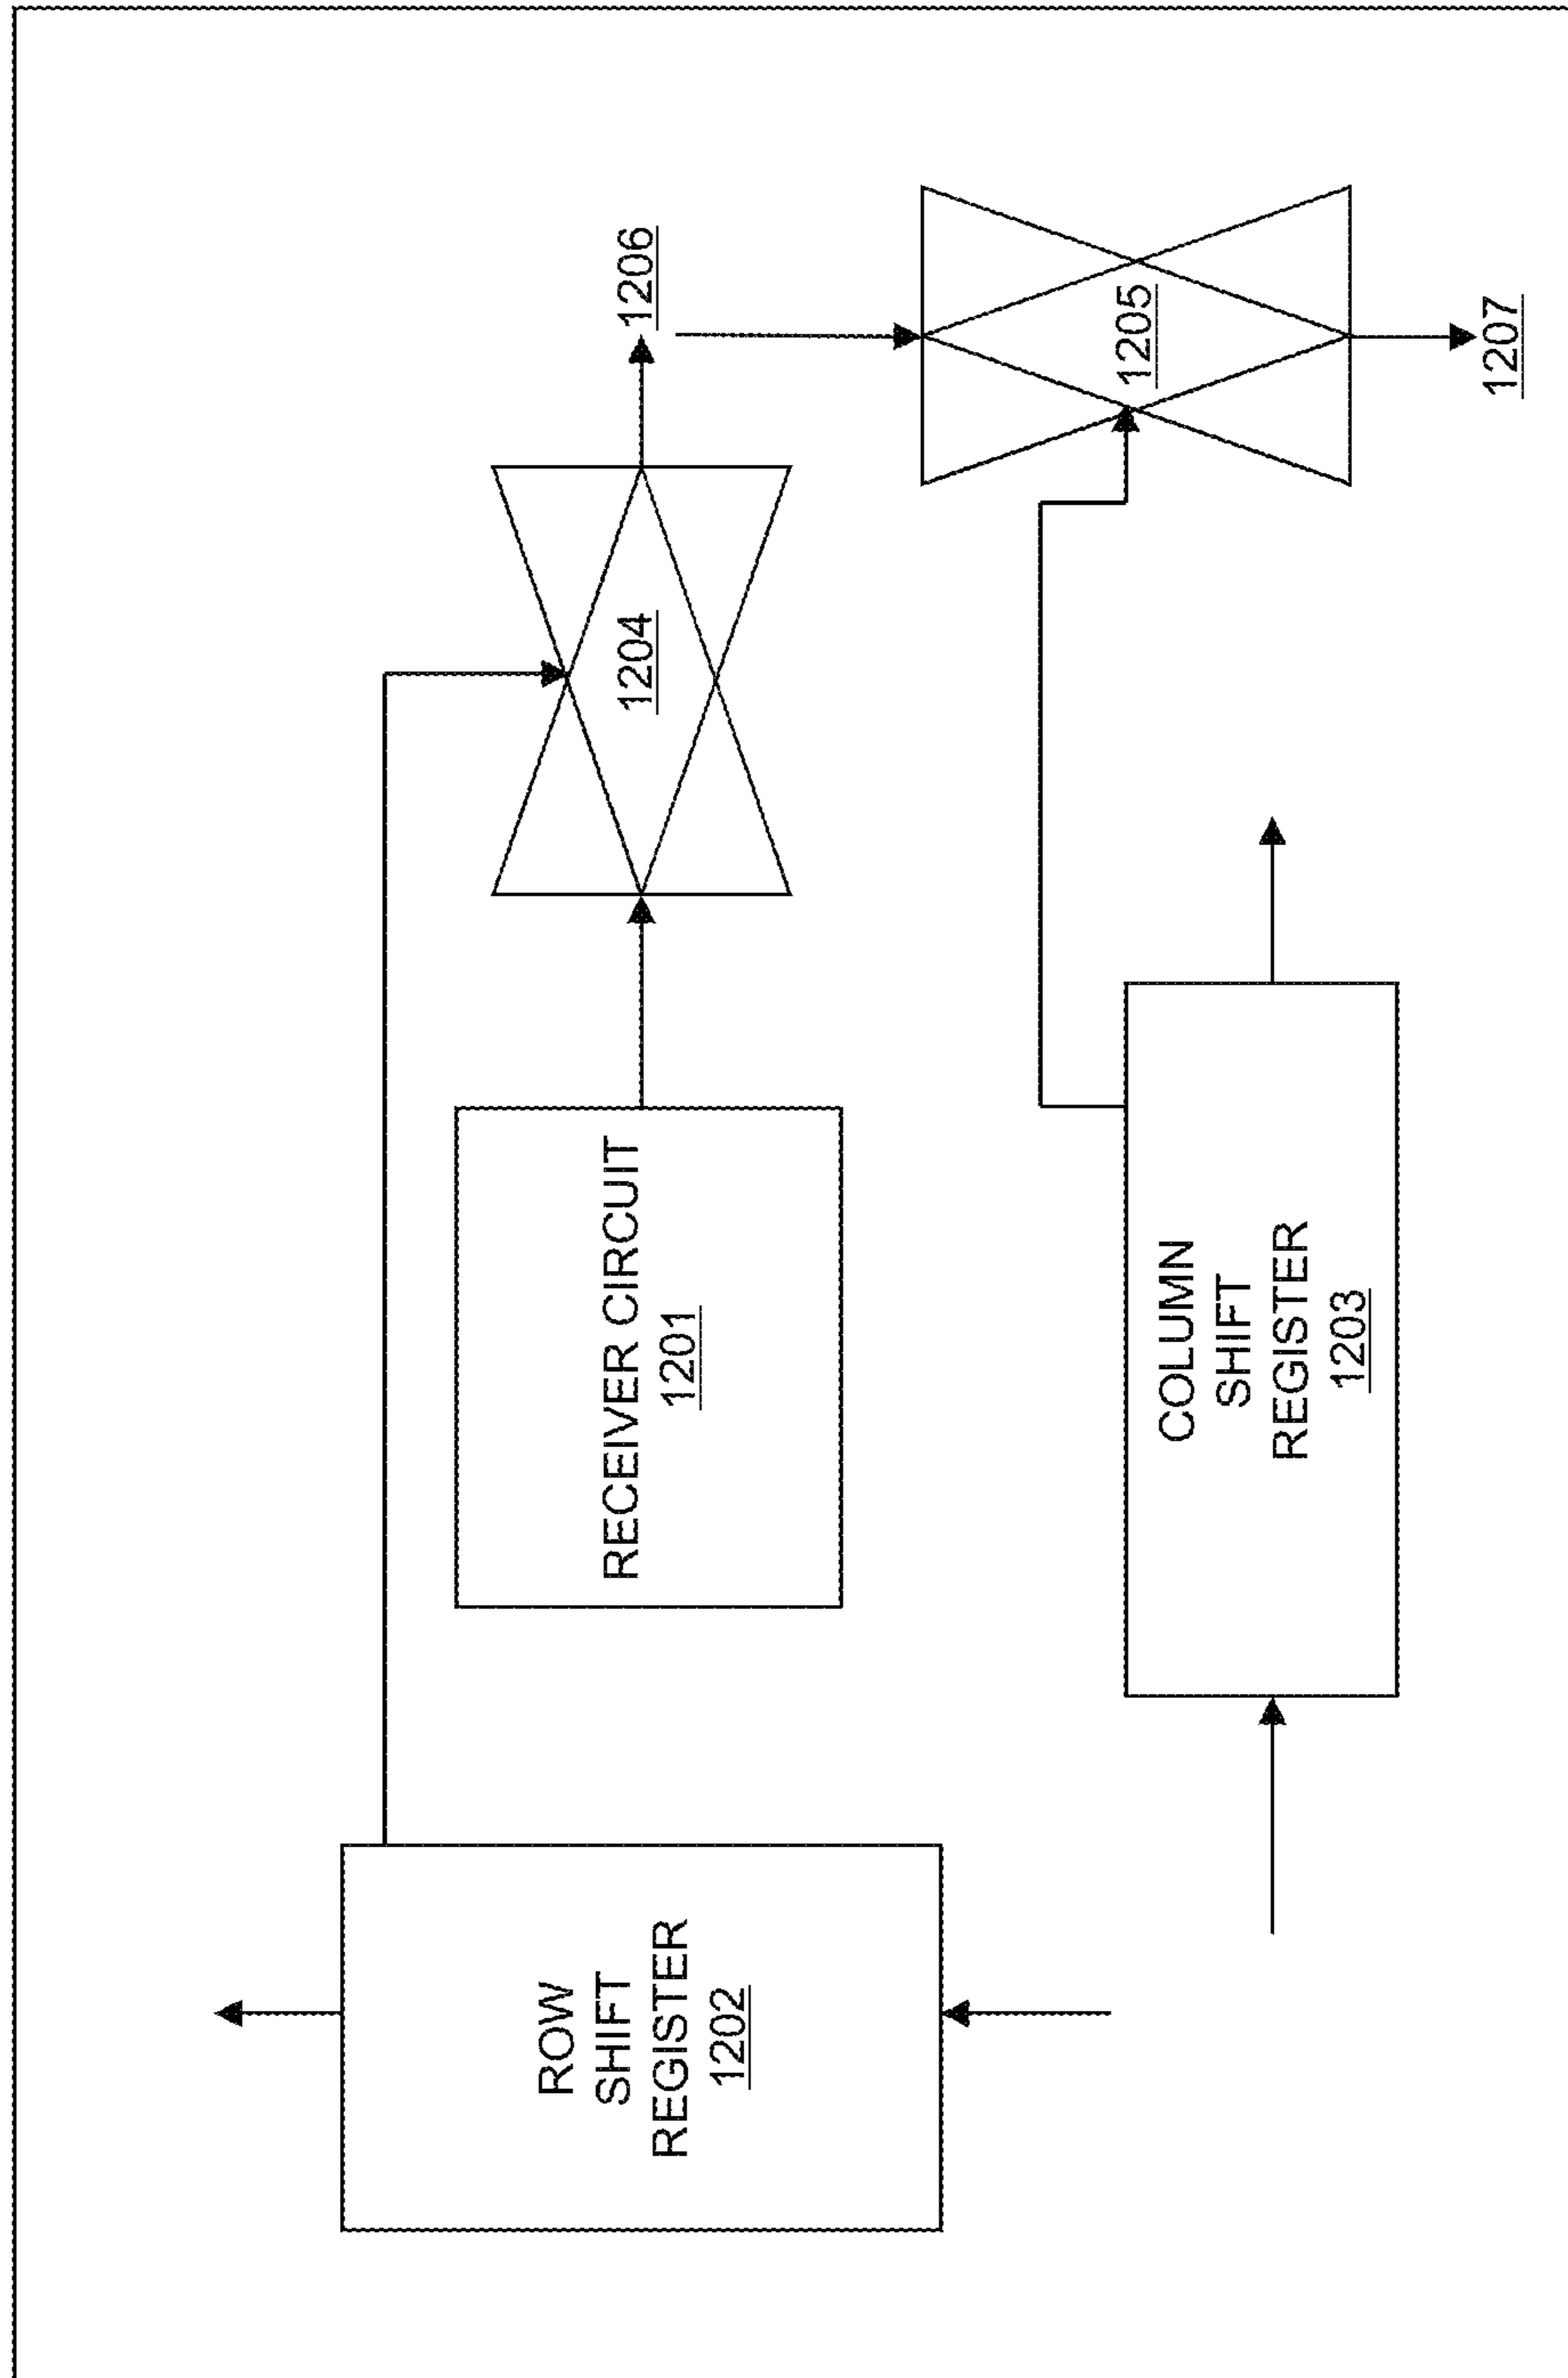 ROW
SHIFT
REGISTER
1202
RECEIVER CIRCUIT
1201
1204
1206
COLUMN
SHIFT
REGISTER
1203
1205
1207